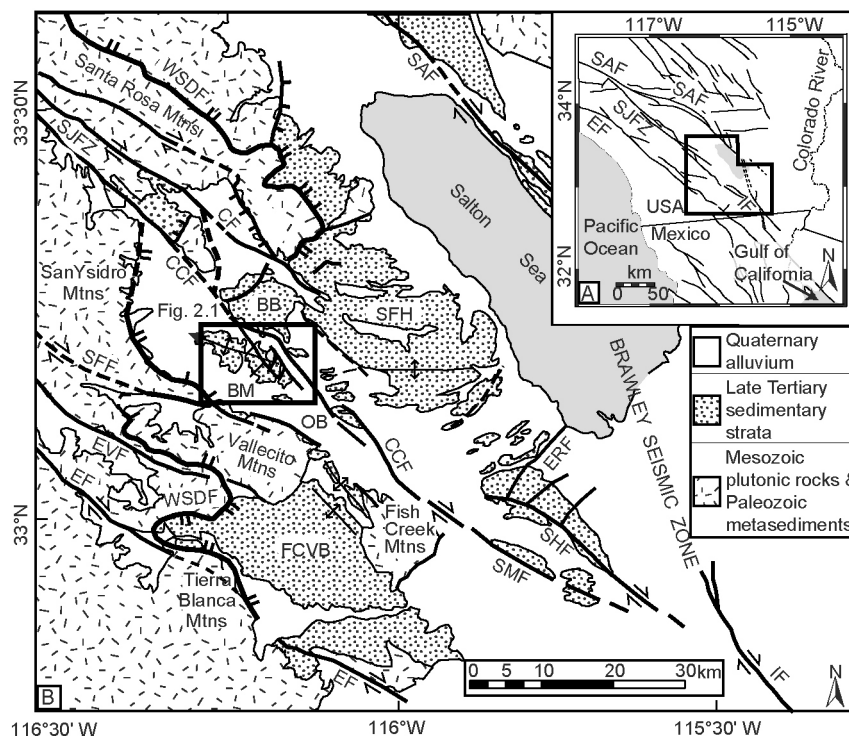 117°W
115°W
34°N
32°N
SAF
SAF
SJFZ
EF
IF
Colorado River
USA
Mexico
Pacific
Ocean
Gulf of
California
km
0 50
A
N
33°30'
33°N
WSDF
Santa Rosa Mtns
SAF
SJFZ
CF
CCF
SanYsidro
Mtns
Fig. 2.1
BB
SFH
Salton
Sea
SFF
BM
OB
EVF
Vallecito
Mtns
EF
WSDF
CCF
ERF
BRAWLEY SEISMIC ZONE
Fish
Creek
Mtns
FCVB
SHF
SMF
Tierra
Blanca
Mtns
EF
IF
Quaternary
alluvium
Late Tertiary
sedimentary
strata
Mesozoic
plutonic rocks &
Paleozoic
metasediments
0 5 10 20 30km
B
N
116°30' W
116°W
115°30' W